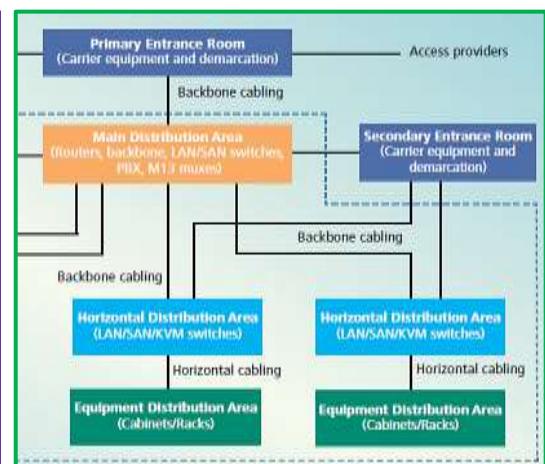 Primary Entrance Room
(Carrier equipment and demarcation)
Access providers
Backbone cabling
Main Distribution Area
(Routers, backbone, LAN/SAN switches,
PBX, M13 muxes)
Secondary Entrance Room
(Carrier equipment and
demarcation)
Backbone cabling
Backbone cabling
Horizontal Distribution Area
(LAN/SAN/KVM switches)
Horizontal Distribution Area
(LAN/SAN/KVM switches)
Horizontal cabling
Horizontal cabling
Equipment Distribution Area
(Cabinets/Racks)
Equipment Distribution Area
(Cabinets/Racks)